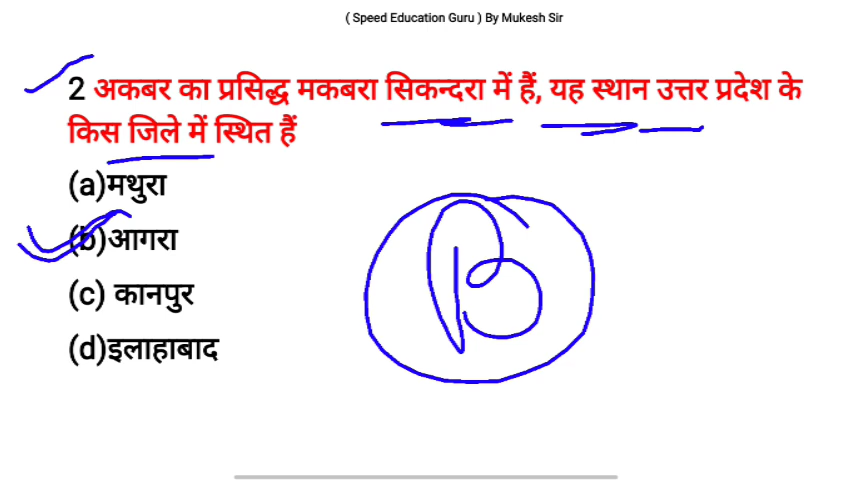 ( Speed Education Guru ) By Mukesh Sir
2 अकबर का प्रसिद्ध मकबरा सिकन्दरा में हैं, यह स्थान उत्तर प्रदेश के
किस जिले में स्थित हैं
(a)मथुरा
(b)आगरा
(c) कानपुर
(d)इलाहाबाद
B